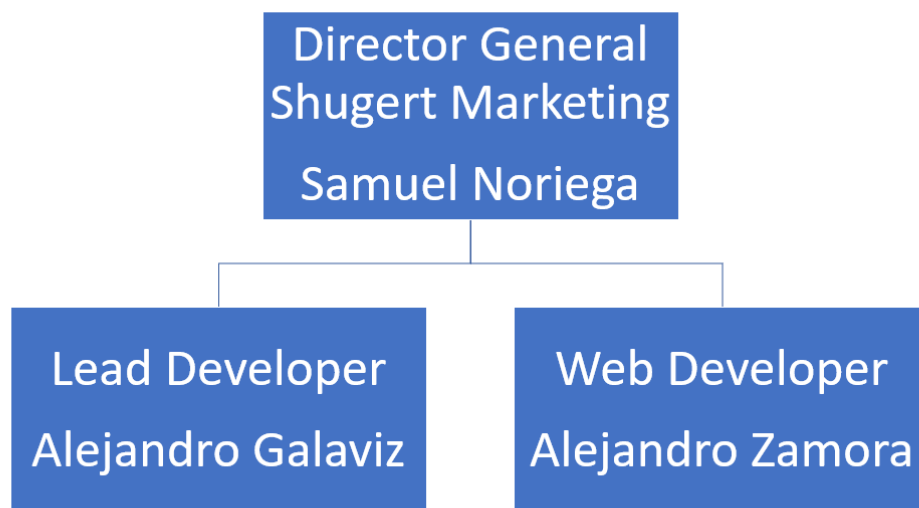 Director General
Shugert Marketing
Samuel Noriega
Lead Developer
Alejandro Galaviz
Web Developer
Alejandro Zamora